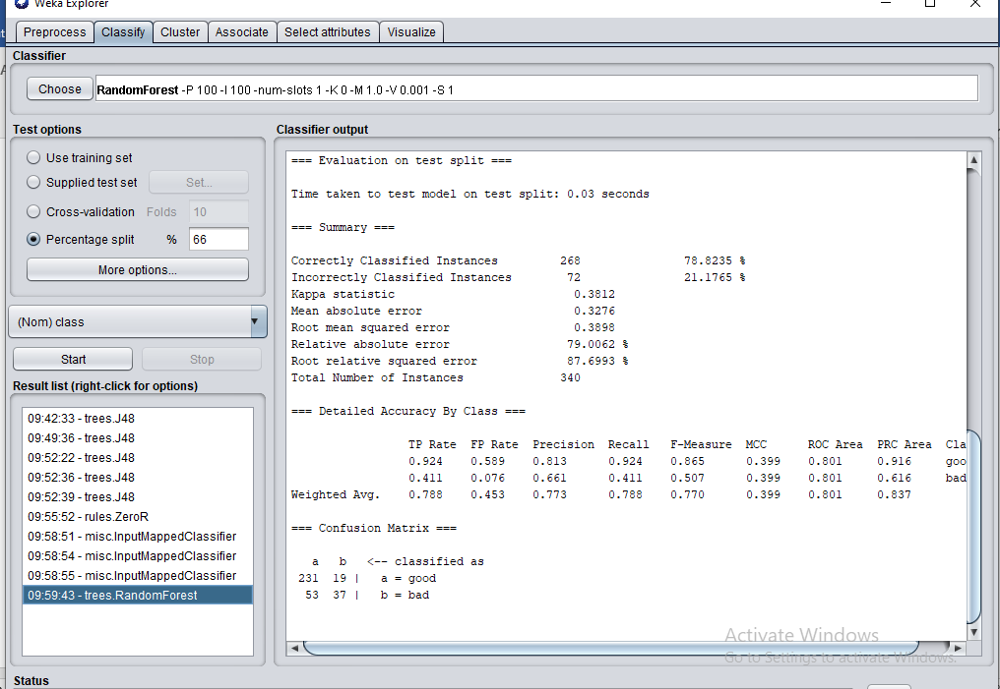 Weka Explorer
Preprocess Classify Cluster Associate Select attributes Visualize
Classifier
Choose RandomForest -P 100 -I 100 -num-slots 1 -K 0 -M 1.0 -V 0.001 -S 1
Test options
Use training set
Supplied test set Set...
Cross-validation Folds 10
Percentage split % 66
More options...
(Nom) class
Start Stop
Result list (right-click for options)
09:42:33 - trees.J48
09:49:36 - trees.J48
09:52:22 - trees.J48
09:52:36 - trees.J48
09:52:39 - trees.J48
09:55:52 - rules.ZeroR
09:58:51 - misc.InputMappedClassifier
09:58:54 - misc.InputMappedClassifier
09:58:55 - misc.InputMappedClassifier
09:59:43 - trees.RandomForest
Classifier output
=== Evaluation on test split ===
Time taken to test model on test split: 0.03 seconds
=== Summary ===
Correctly Classified Instances 268 78.8235 %
Incorrectly Classified Instances 72 21.1765 %
Kappa statistic 0.3812
Mean absolute error 0.3276
Root mean squared error 0.3898
Relative absolute error 79.0062 %
Root relative squared error 87.6993 %
Total Number of Instances 340
=== Detailed Accuracy By Class ===
TP Rate FP Rate Precision Recall F-Measure MCC ROC Area PRC Area Cla
0.924 0.589 0.813 0.924 0.865 0.399 0.801 0.916 goo
0.411 0.076 0.661 0.411 0.507 0.399 0.801 0.616 bad
Weighted Avg. 0.788 0.453 0.773 0.788 0.770 0.399 0.801 0.837
=== Confusion Matrix ===
a b <-- classified as
231 19 | a = good
53 37 | b = bad
Activate Windows
Go to Settings to activate Windows.
Status